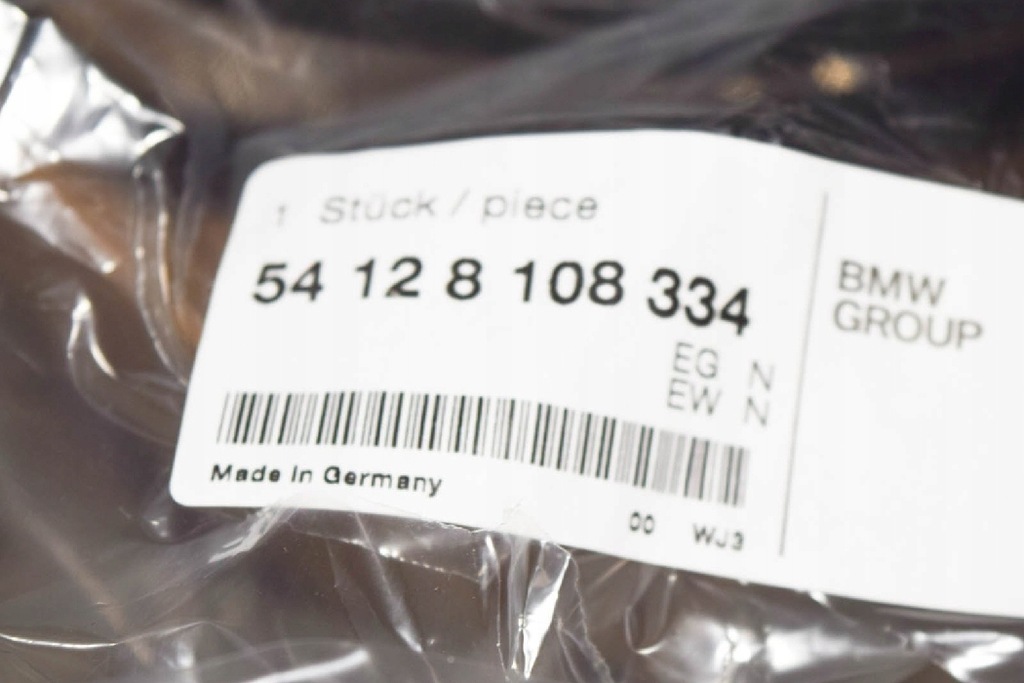 1 Stück / piece
54 12 8 108 334
EG N
EW N
Made in Germany
00 WJ3
BMW
GROUP